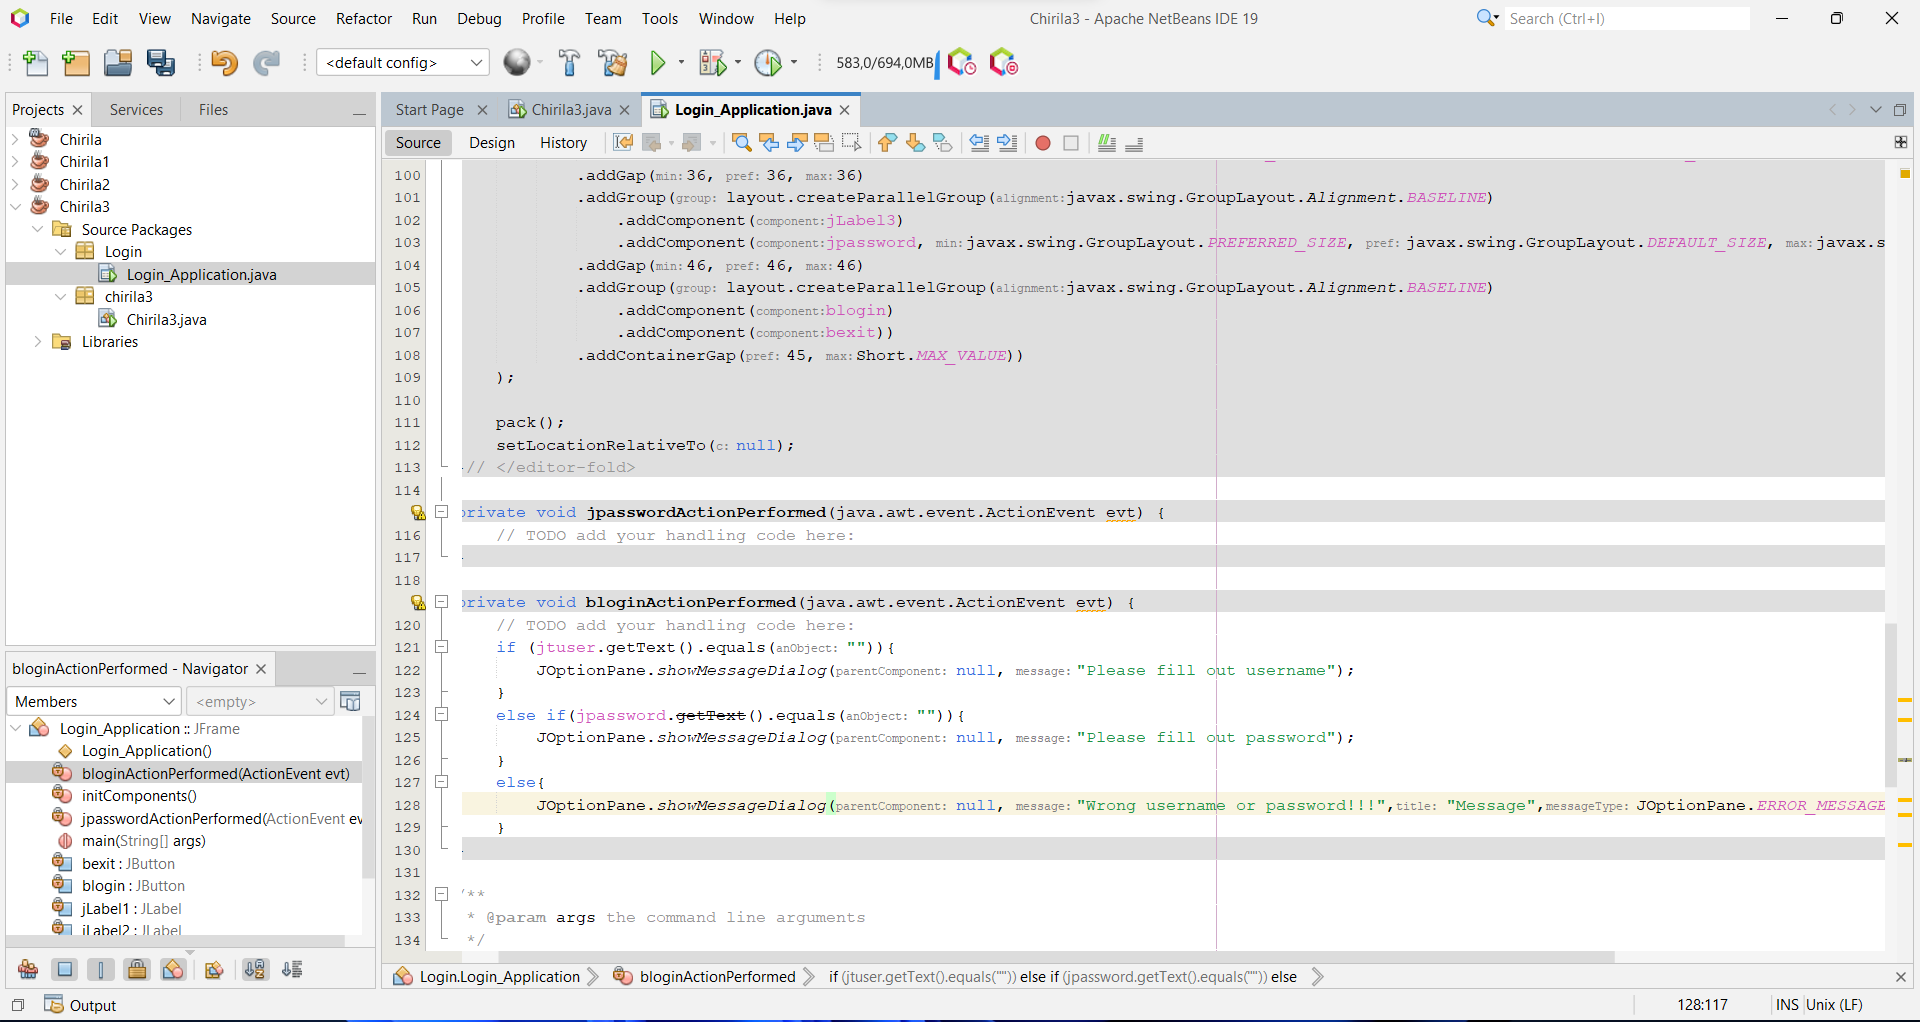 File Edit View Navigate Source Refactor Run Debug Profile Team Tools Window Help
Chirila3 - Apache NetBeans IDE 19
Search (Ctrl+I)
<default config>
583,0/694,0MB
Projects
Services
Files
Chirila
Chirila1
Chirila2
Chirila3
Source Packages
Login
Login_Application.java
chirila3
Chirila3.java
Libraries
bloginActionPerformed - Navigator
Members
<empty>
Login_Application :: JFrame
Login_Application()
bloginActionPerformed(ActionEvent evt)
initComponents()
jpasswordActionPerformed(ActionEvent ev
main(String[] args)
bexit : JButton
blogin : JButton
jLabel1 : JLabel
jLabel2 : JLabel
Start Page
Chirila3.java
Login_Application.java
Source Design History
100 .addGap(min: 36, pref: 36, max: 36)
101 .addGroup(group: layout.createParallelGroup(alignment:javax.swing.GroupLayout.Alignment.BASELINE)
102 .addComponent(component:jLabel3)
103 .addComponent(component:jpassword, min: javax.swing.GroupLayout.PREFERRED_SIZE, pref: javax.swing.GroupLayout.DEFAULT_SIZE, max: javax.s
104 .addGap(min: 46, pref: 46, max: 46)
105 .addGroup(group: layout.createParallelGroup(alignment:javax.swing.GroupLayout.Alignment.BASELINE)
106 .addComponent(component:blogin)
107 .addComponent(component:bexit))
108 .addContainerGap(pref: 45, max: Short.MAX_VALUE))
109 );
110
111 pack();
112 setLocationRelativeTo(c: null);
113 // </editor-fold>
114
private void jpasswordActionPerformed(java.awt.event.ActionEvent evt) {
116 // TODO add your handling code here:
117
118
private void bloginActionPerformed(java.awt.event.ActionEvent evt) {
120 // TODO add your handling code here:
121 if (jtuser.getText().equals(anObject: "")){
122 JOptionPane.showMessageDialog(parentComponent: null, message: "Please fill out username");
123 }
124 else if(jpassword.getText().equals(anObject: "")){
125 JOptionPane.showMessageDialog(parentComponent: null, message: "Please fill out password");
126 }
127 else{
128 JOptionPane.showMessageDialog(parentComponent: null, message: "Wrong username or password!!!",title: "Message",messageType: JOptionPane.ERROR_MESSAGE
129 }
130
131
132 /**
133 * @param args the command line arguments
134 */
Login.Login_Application
bloginActionPerformed
if (jtuser.getText().equals("")) else if (jpassword.getText().equals("")) else
Output
128:117
INS
Unix (LF)